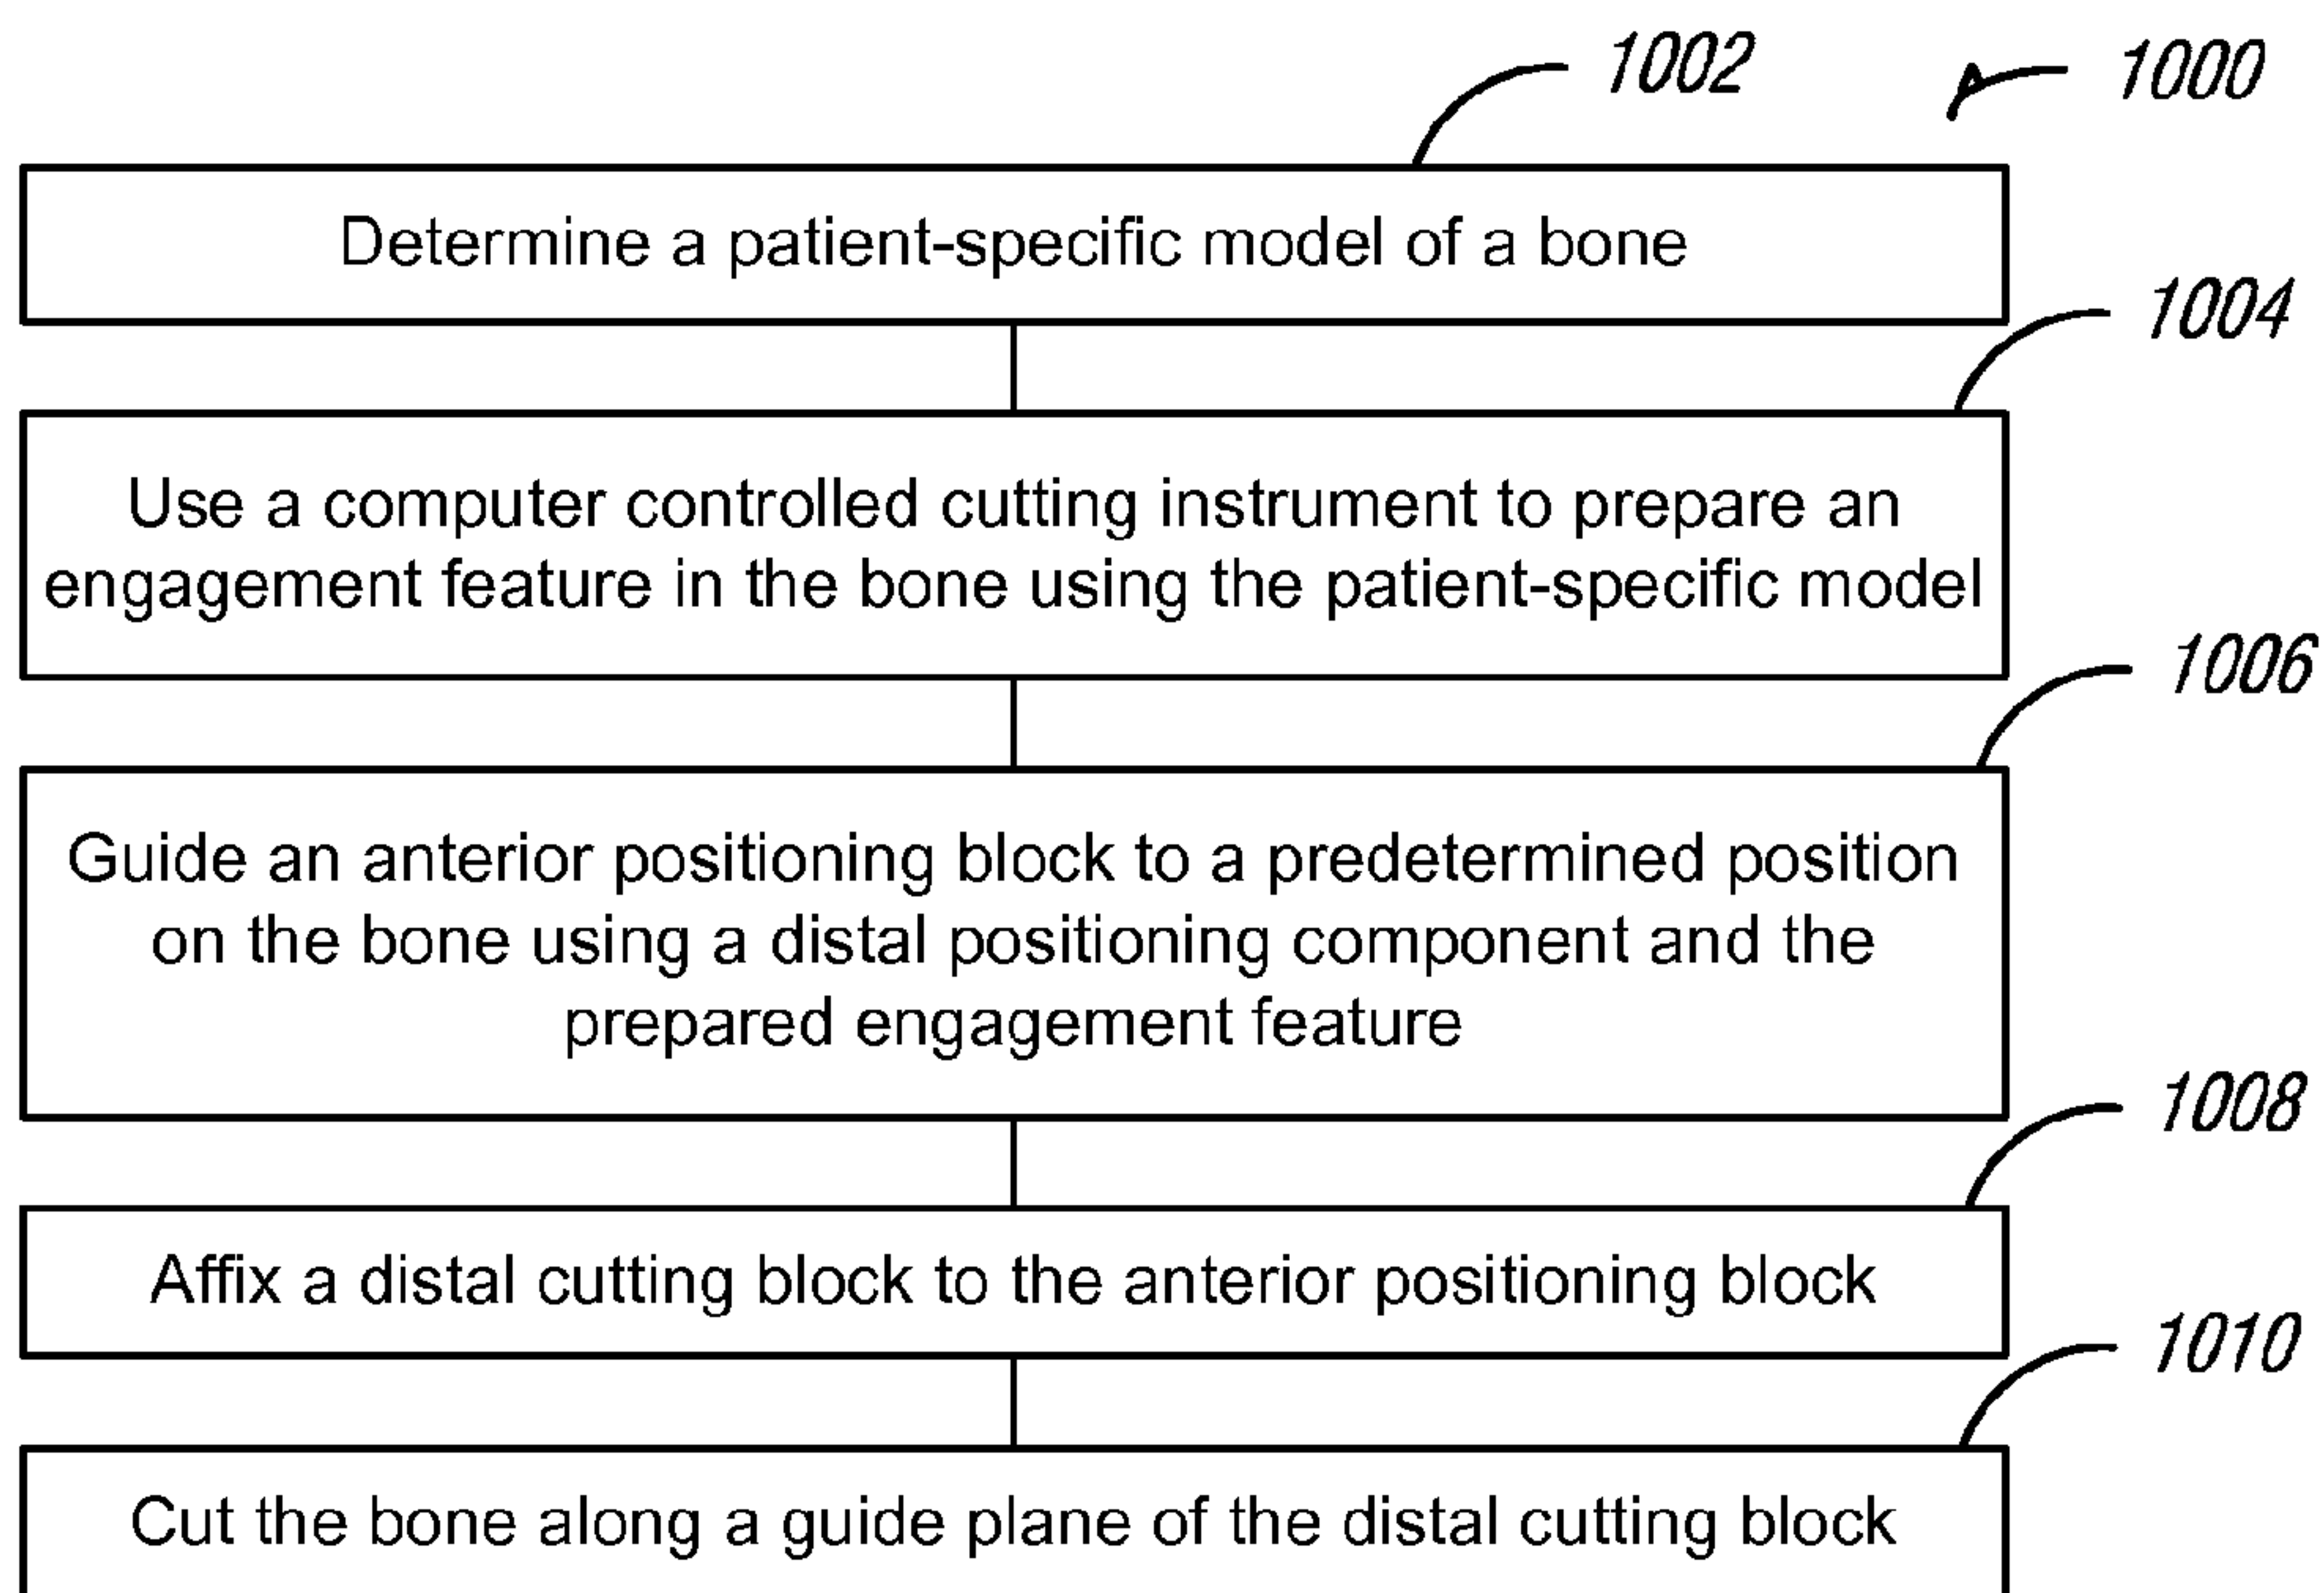 1002
1000
Determine a patient-specific model of a bone
1004
Use a computer controlled cutting instrument to prepare an
engagement feature in the bone using the patient-specific model
1006
Guide an anterior positioning block to a predetermined position
on the bone using a distal positioning component and the
prepared engagement feature
1008
Affix a distal cutting block to the anterior positioning block
1010
Cut the bone along a guide plane of the distal cutting block